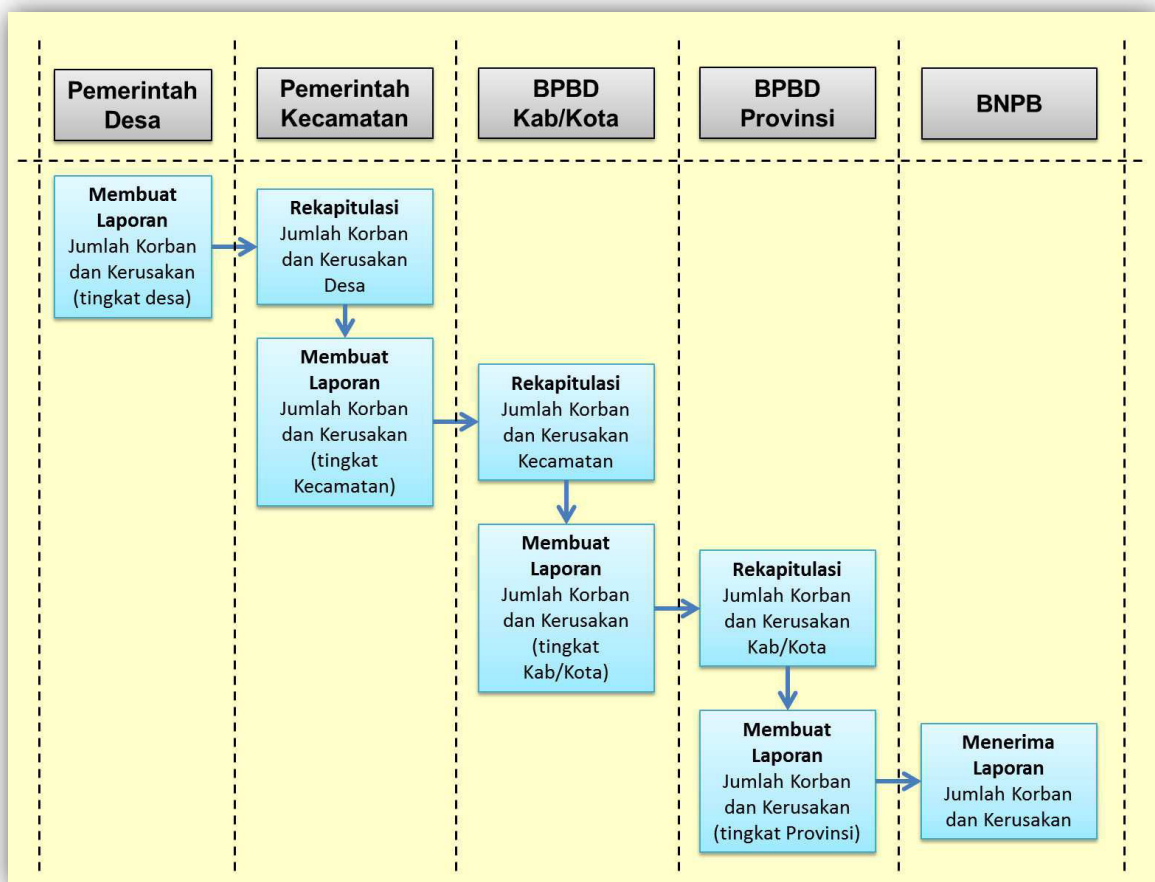 Pemerintah
Desa
Pemerintah
Kecamatan
BPBD
Kab/Kota
BPBD
Provinsi
BNPB
Membuat
Laporan
Jumlah Korban
dan Kerusakan
(tingkat desa)
Rekapitulasi
Jumlah Korban
dan Kerusakan
Desa
Membuat
Laporan
Jumlah Korban
dan Kerusakan
(tingkat
Kecamatan)
Rekapitulasi
Jumlah Korban
dan Kerusakan
Kecamatan
Membuat
Laporan
Jumlah Korban
dan Kerusakan
(tingkat
Kab/Kota)
Rekapitulasi
Jumlah Korban
dan Kerusakan
Kab/Kota
Membuat
Laporan
Jumlah Korban
dan Kerusakan
(tingkat Provinsi)
Menerima
Laporan
Jumlah Korban
dan Kerusakan